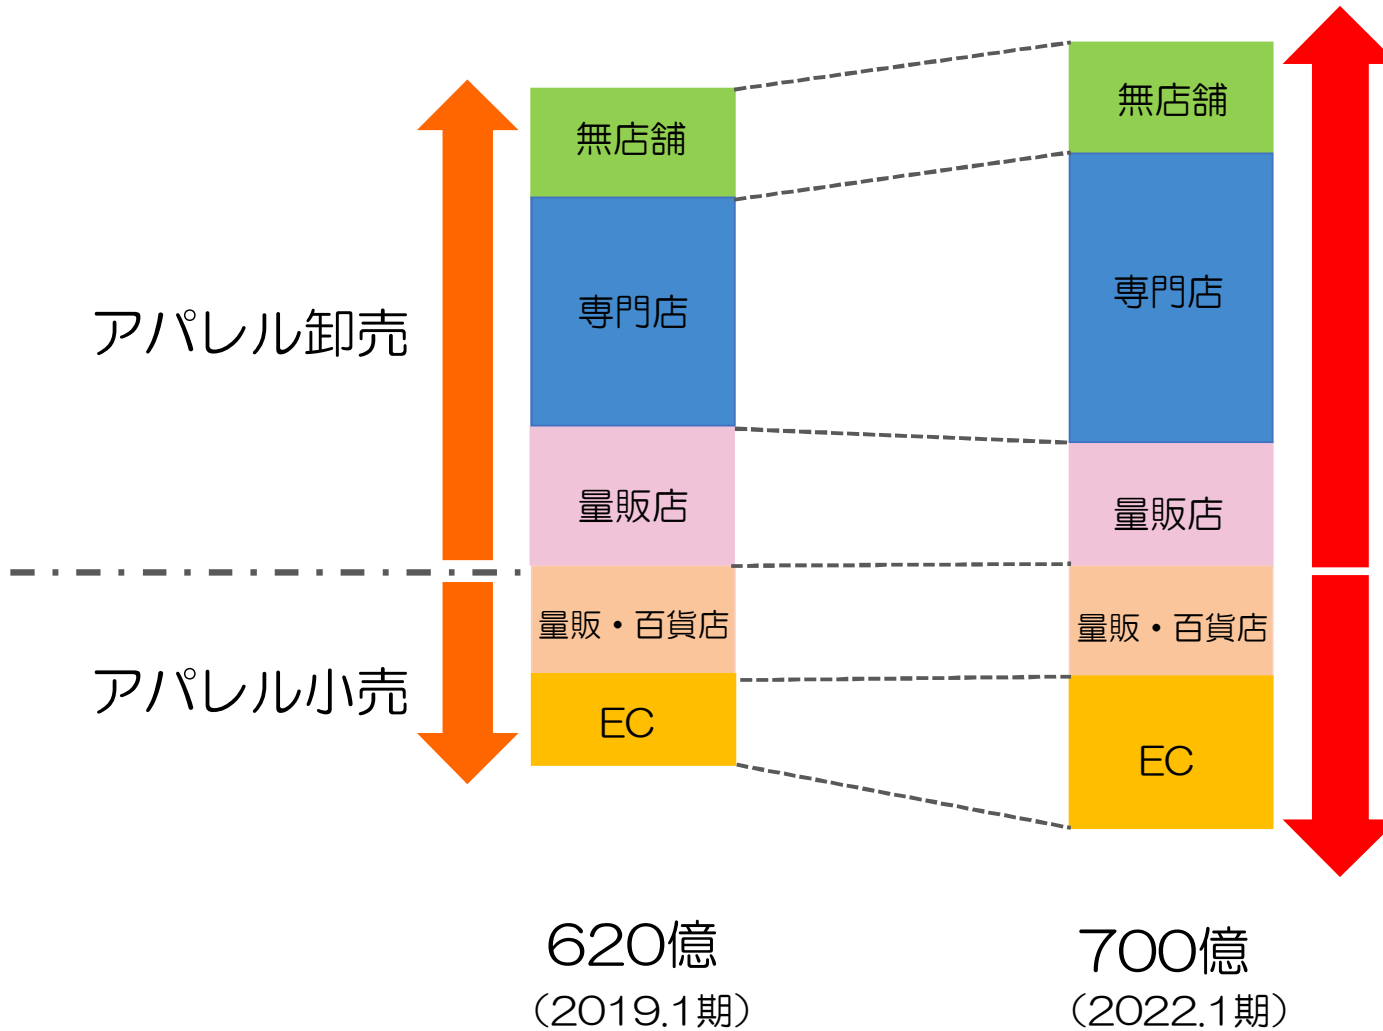 アパレル卸売
アパレル小売
無店舗
専門店
量販店
量販・百貨店
EC
620億
（2019.1期）
無店舗
専門店
量販店
量販・百貨店
EC
700億
（2022.1期）